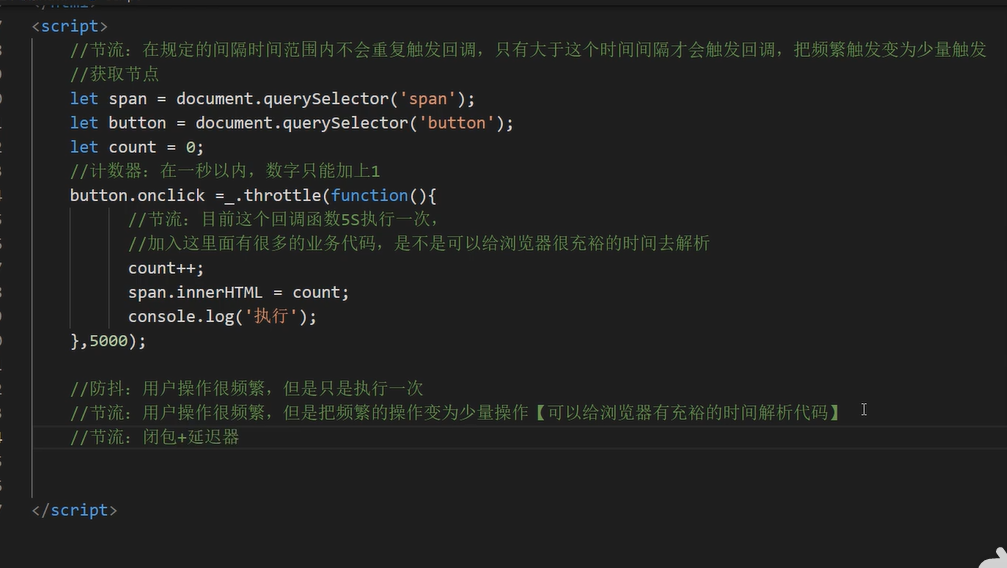 <script>
//节流：在规定的间隔时间范围内不会重复触发回调，只有大于这个时间间隔才会触发回调，把频繁触发变为少量触发
//获取节点
let span = document.querySelector('span');
let button = document.querySelector('button');
let count = 0;
//计数器：在一秒以内，数字只能加上1
button.onclick =_.throttle(function(){
//节流：目前这个回调函数5S执行一次，
//加入这里面有很多的业务代码，是不是可以给浏览器很充裕的时间去解析
count++;
span.innerHTML = count;
console.log('执行');
},5000);
//防抖：用户操作很频繁，但是只是执行一次
//节流：用户操作很频繁，但是把频繁的操作变为少量操作【可以给浏览器有充裕的时间解析代码】
//节流：闭包+延迟器
</script>